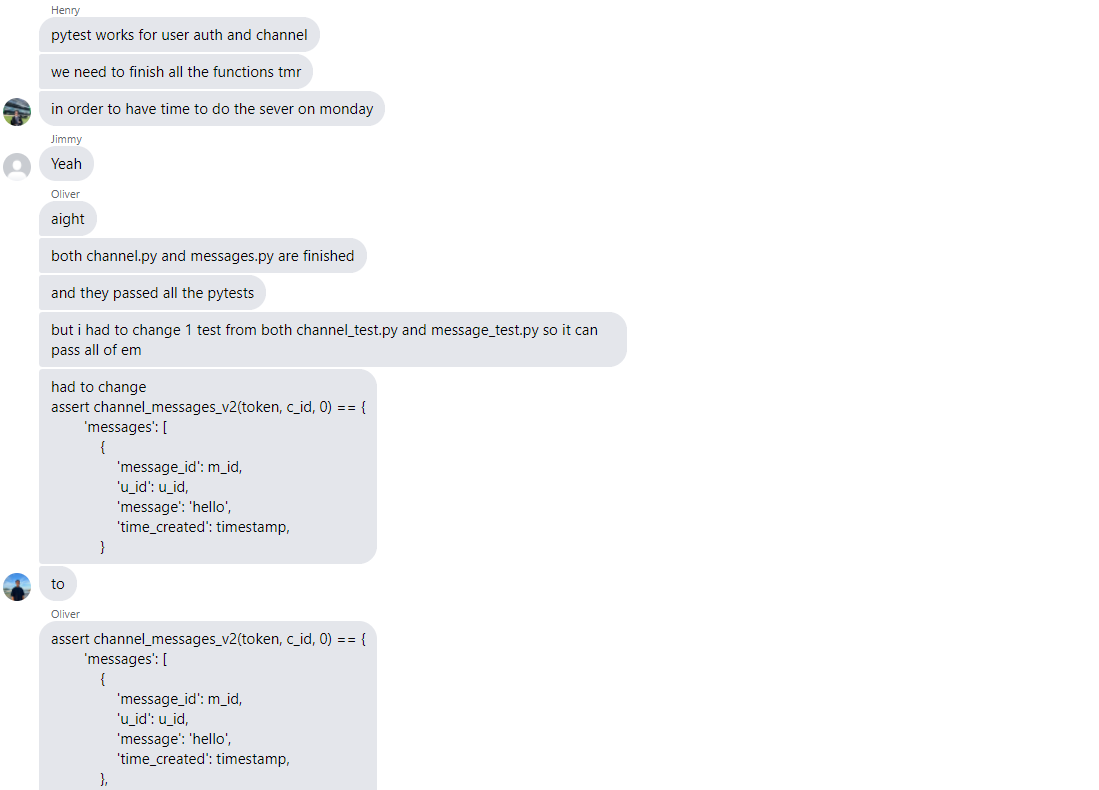 Henry
pytest works for user auth and channel
we need to finish all the functions tmr
in order to have time to do the sever on monday
Jimmy
Yeah
Oliver
aight
both channel.py and messages.py are finished
and they passed all the pytests
but i had to change 1 test from both channel_test.py and message_test.py so it can
pass all of em
had to change
assert channel_messages_v2(token, c_id, 0) == {
'messages': [
{
'message_id': m_id,
'u_id': u_id,
'message': 'hello',
'time_created': timestamp,
}
to
Oliver
assert channel_messages_v2(token, c_id, 0) == {
'messages': [
{
'message_id': m_id,
'u_id': u_id,
'message': 'hello',
'time_created': timestamp,
},